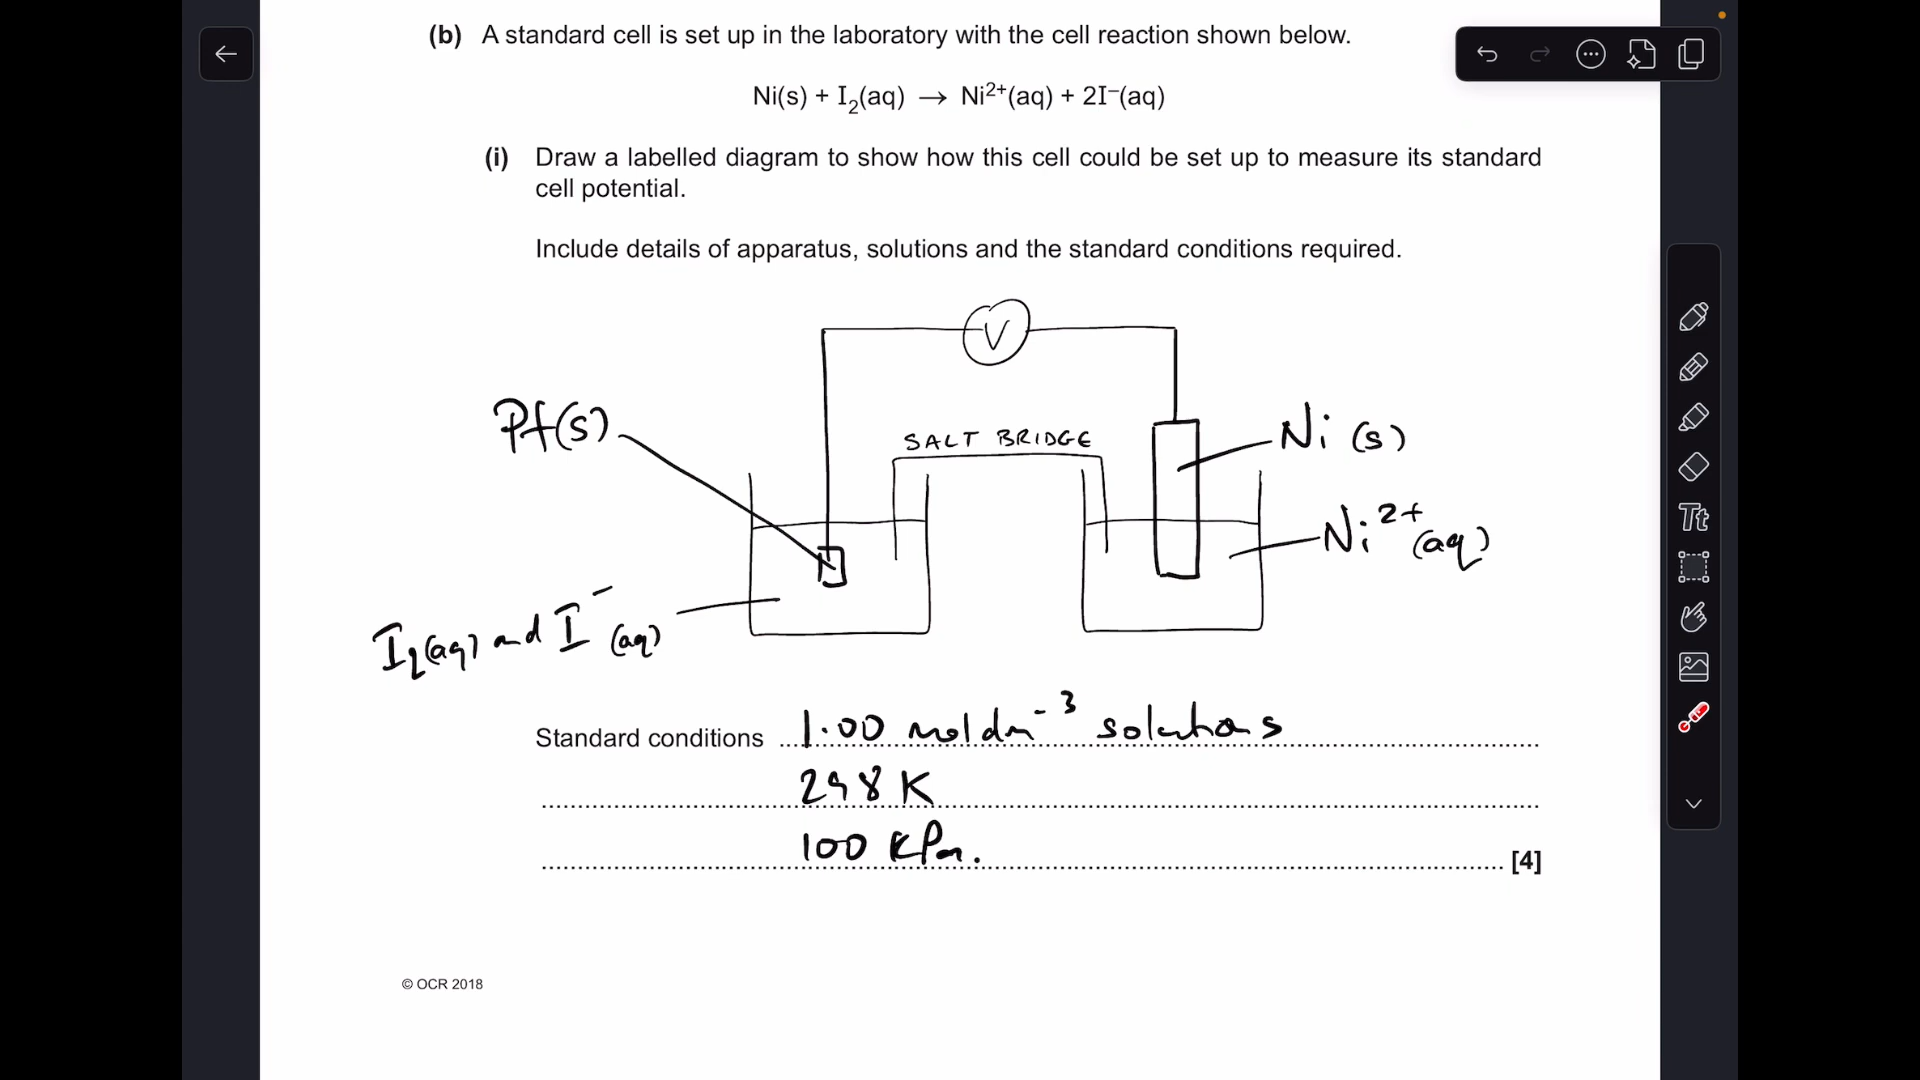 (b) A standard cell is set up in the laboratory with the cell reaction shown below.
Ni(s) + I₂(aq) → Ni²⁺(aq) + 2I⁻(aq)
(i) Draw a labelled diagram to show how this cell could be set up to measure its standard
cell potential.
Include details of apparatus, solutions and the standard conditions required.
V
Pt(s)
SALT BRIDGE
Ni (s)
Ni²⁺(aq)
I₂(aq) and I⁻(aq)
Standard conditions 1.00 mol dm⁻³ solutions
298 K
100 KPa.
[4]
© OCR 2018
Tt